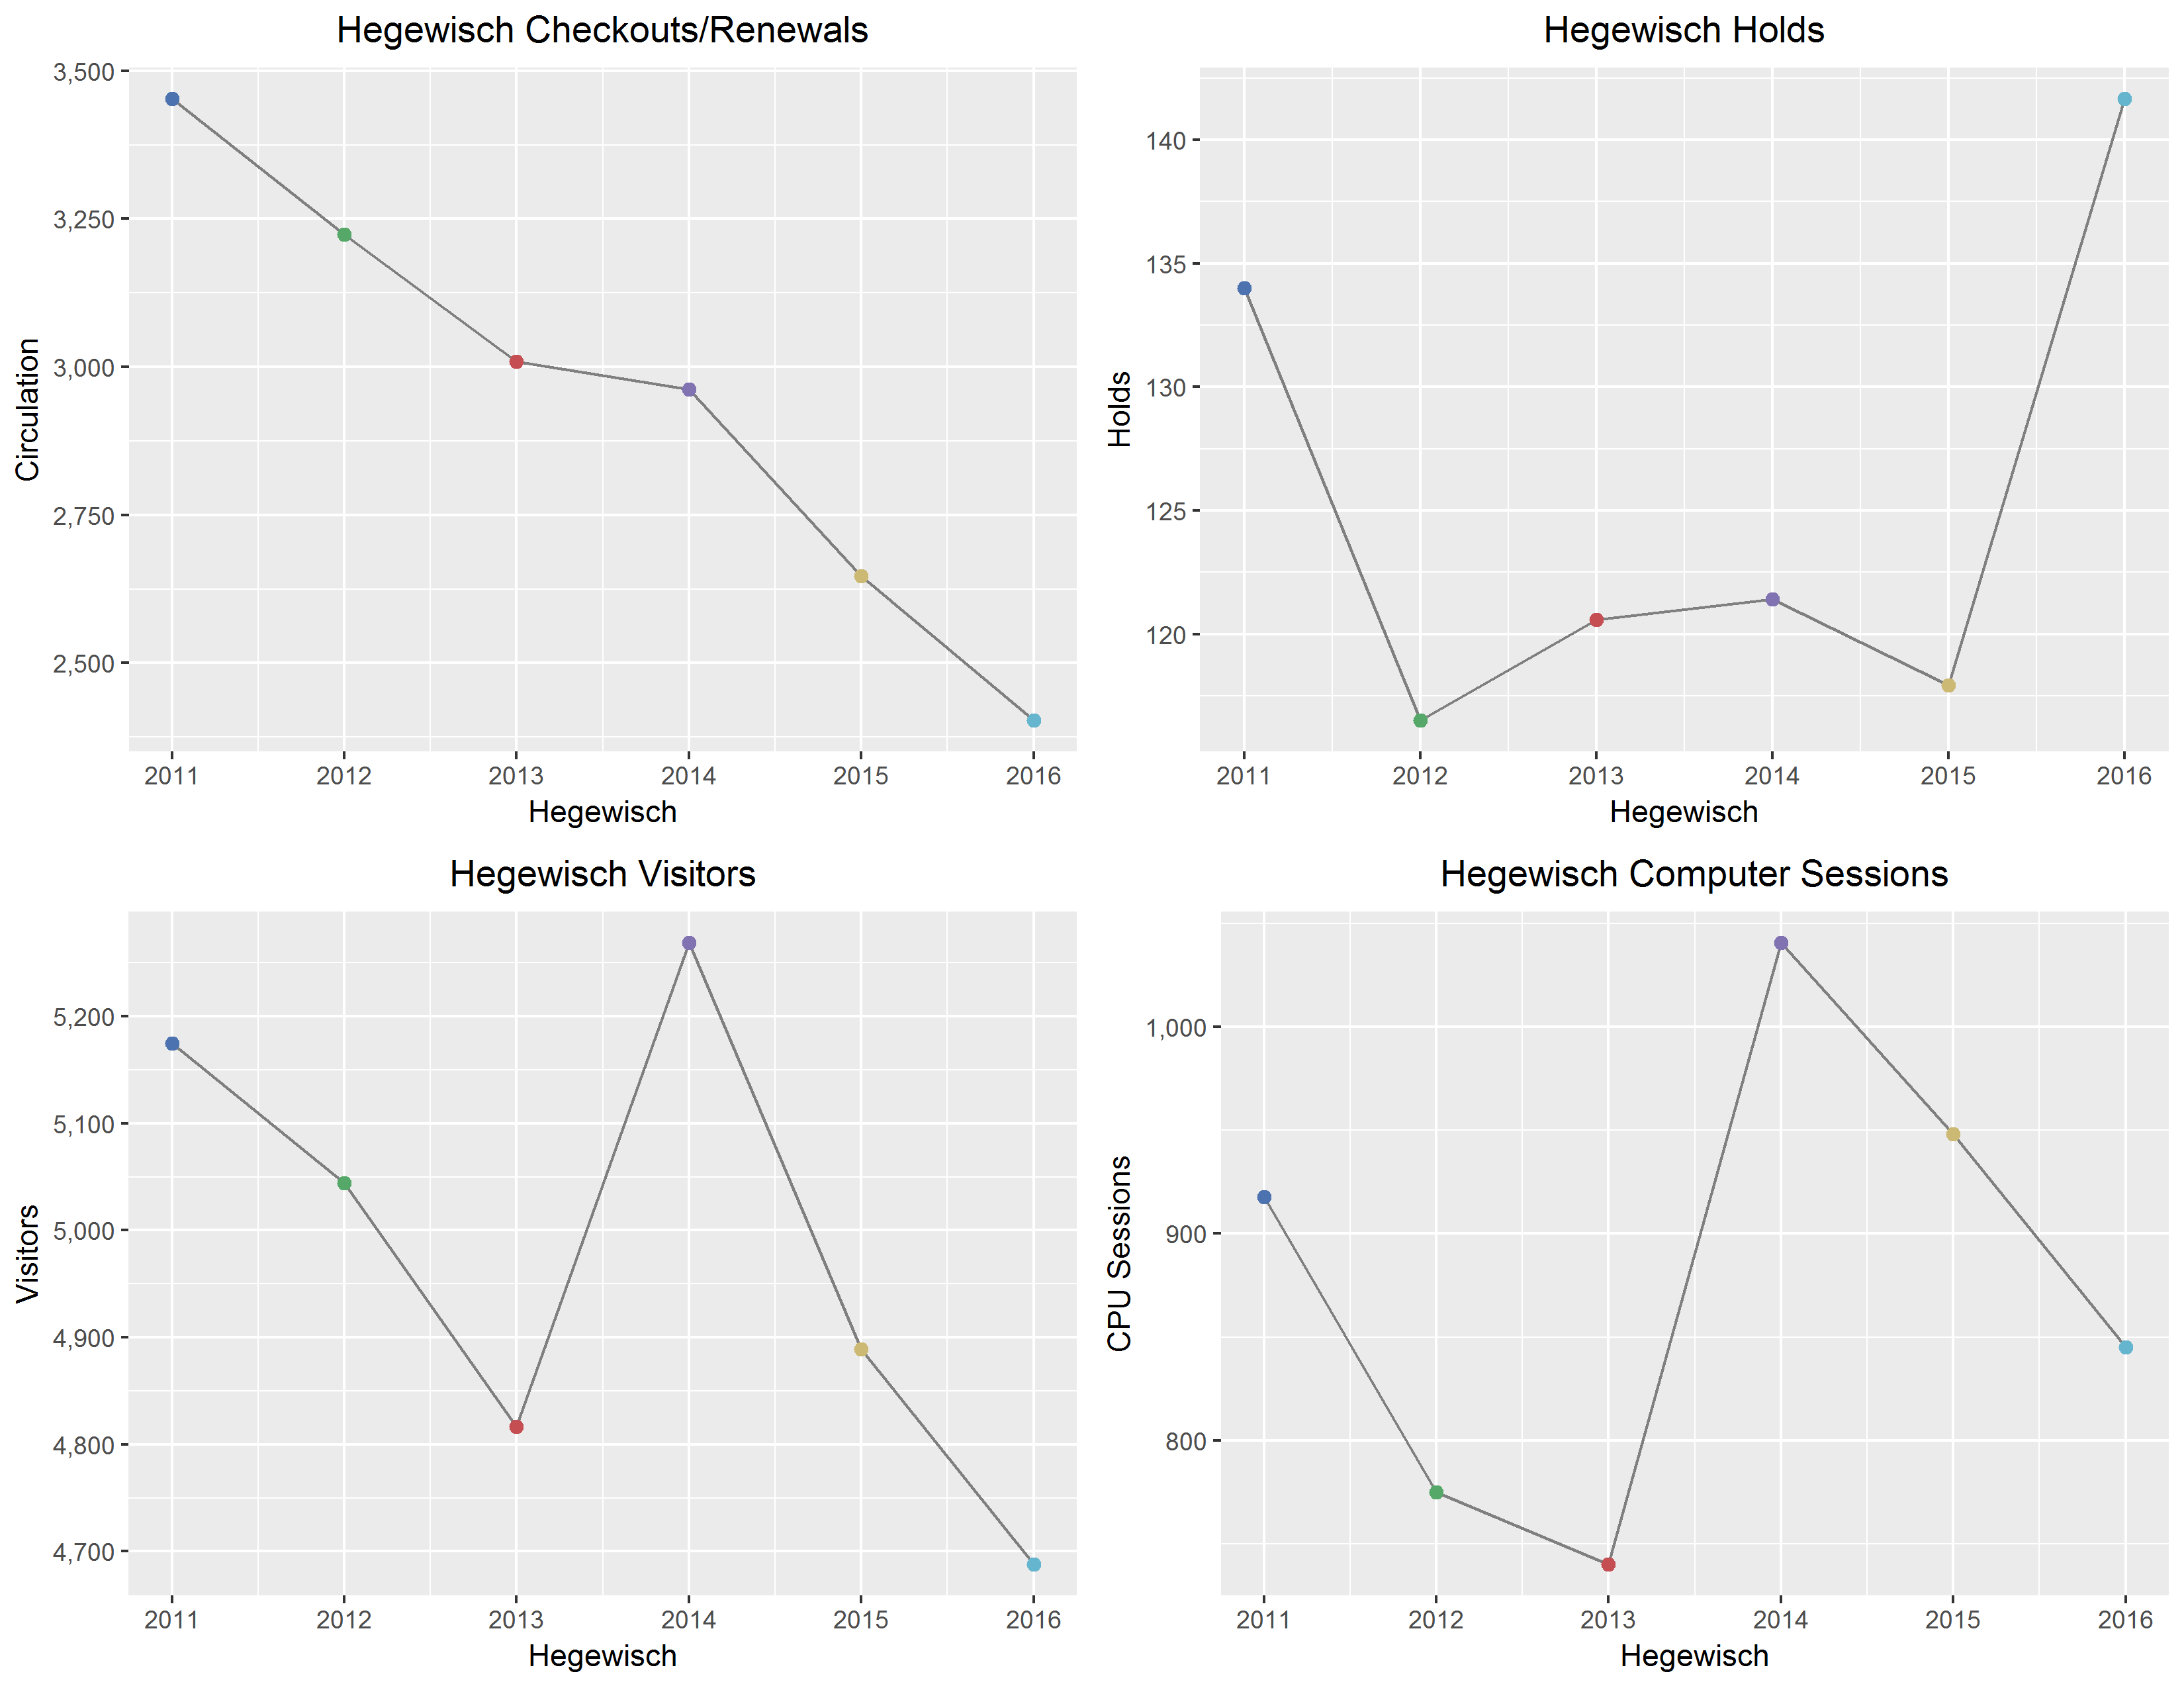 Hegewisch Checkouts/Renewals
3,500
3,250
3,000
2,750
2,500
Circulation
2011 2012 2013 2014 2015 2016
Hegewisch
Hegewisch Holds
140
135
130
125
120
Holds
2011 2012 2013 2014 2015 2016
Hegewisch
Hegewisch Visitors
5,200
5,100
5,000
4,900
4,800
4,700
Visitors
2011 2012 2013 2014 2015 2016
Hegewisch
Hegewisch Computer Sessions
1,000
900
800
CPU Sessions
2011 2012 2013 2014 2015 2016
Hegewisch